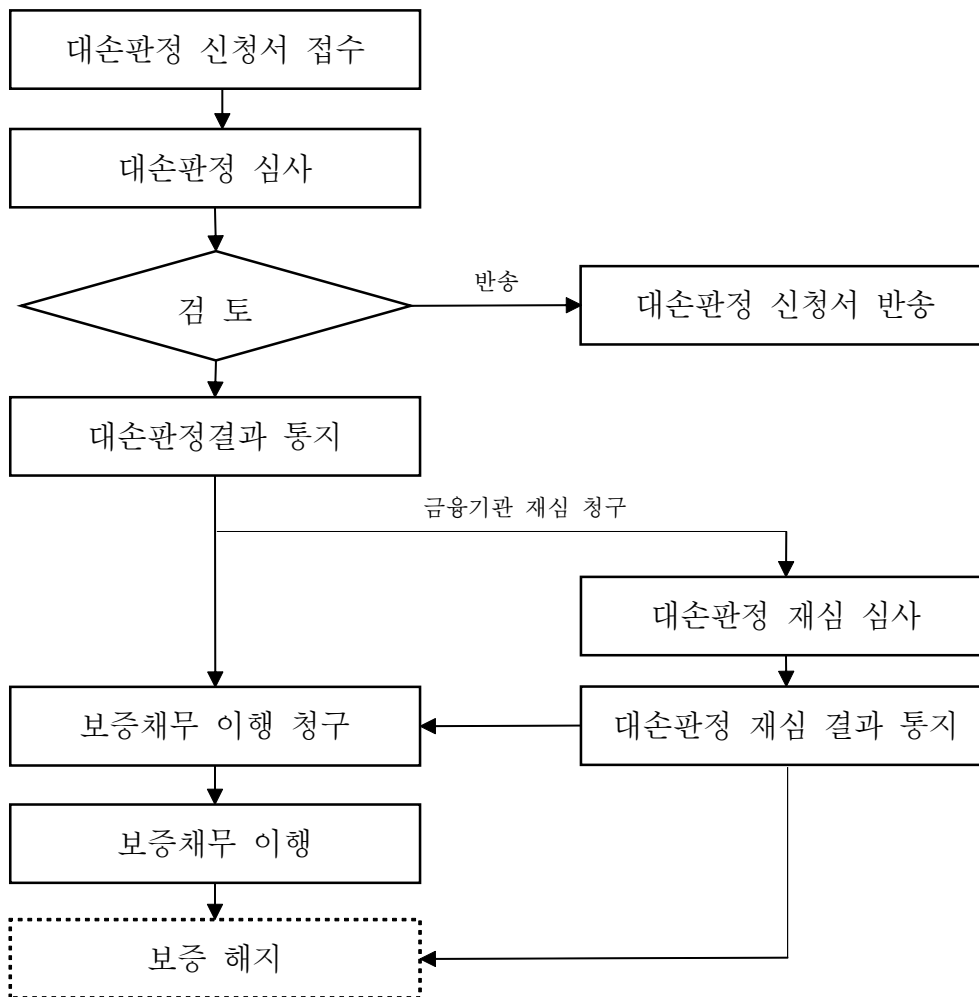 대손판정 신청서 접수
대손판정 심사
검 토
반송
대손판정 신청서 반송
대손판정결과 통지
금융기관 재심 청구
대손판정 재심 심사
보증채무 이행 청구
대손판정 재심 결과 통지
보증채무 이행
보증 해지